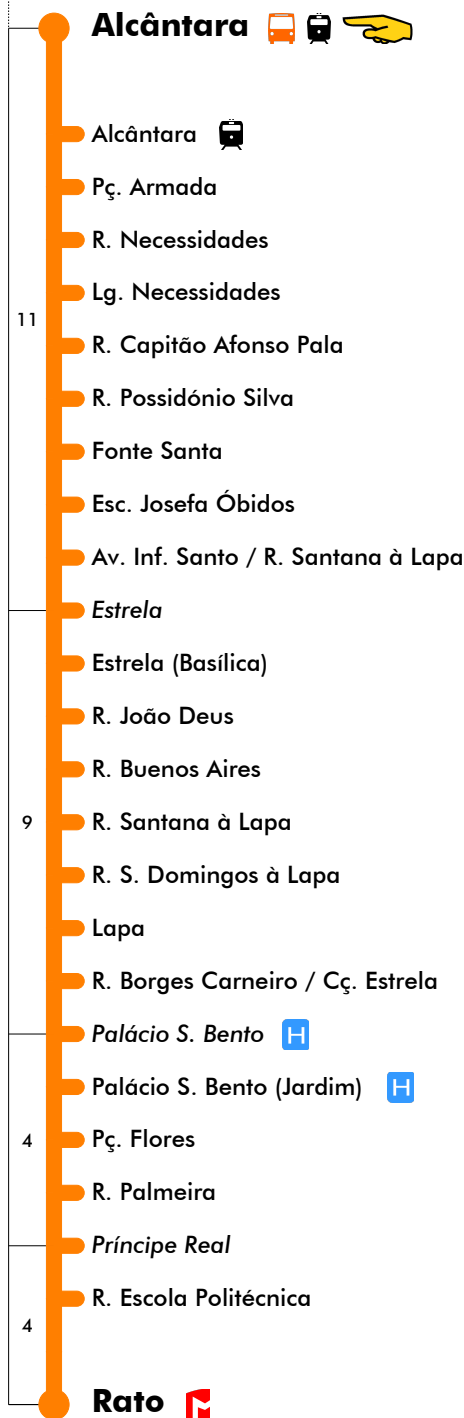 Alcântara
Alcântara
Pç. Armada
R. Necessidades
Lg. Necessidades
11
R. Capitão Afonso Pala
R. Possidónio Silva
Fonte Santa
Esc. Josefa Óbidos
Av. Inf. Santo / R. Santana à Lapa
Estrela
Estrela (Basílica)
R. João Deus
R. Buenos Aires
9
R. Santana à Lapa
R. S. Domingos à Lapa
Lapa
R. Borges Carneiro / Cç. Estrela
Palácio S. Bento H
Palácio S. Bento (Jardim) H
4
Pç. Flores
R. Palmeira
Príncipe Real
R. Escola Politécnica
4
Rato